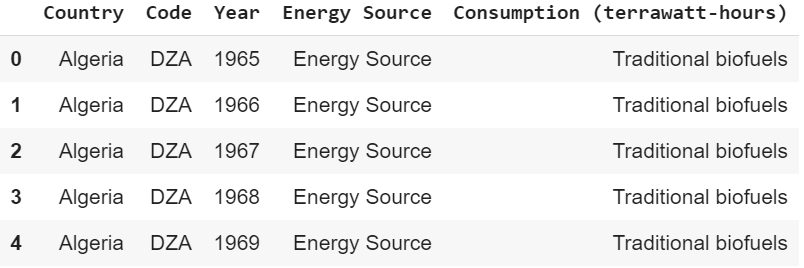 Country Code Year Energy Source Consumption (terrawatt-hours)
0 Algeria DZA 1965 Energy Source Traditional biofuels
1 Algeria DZA 1966 Energy Source Traditional biofuels
2 Algeria DZA 1967 Energy Source Traditional biofuels
3 Algeria DZA 1968 Energy Source Traditional biofuels
4 Algeria DZA 1969 Energy Source Traditional biofuels